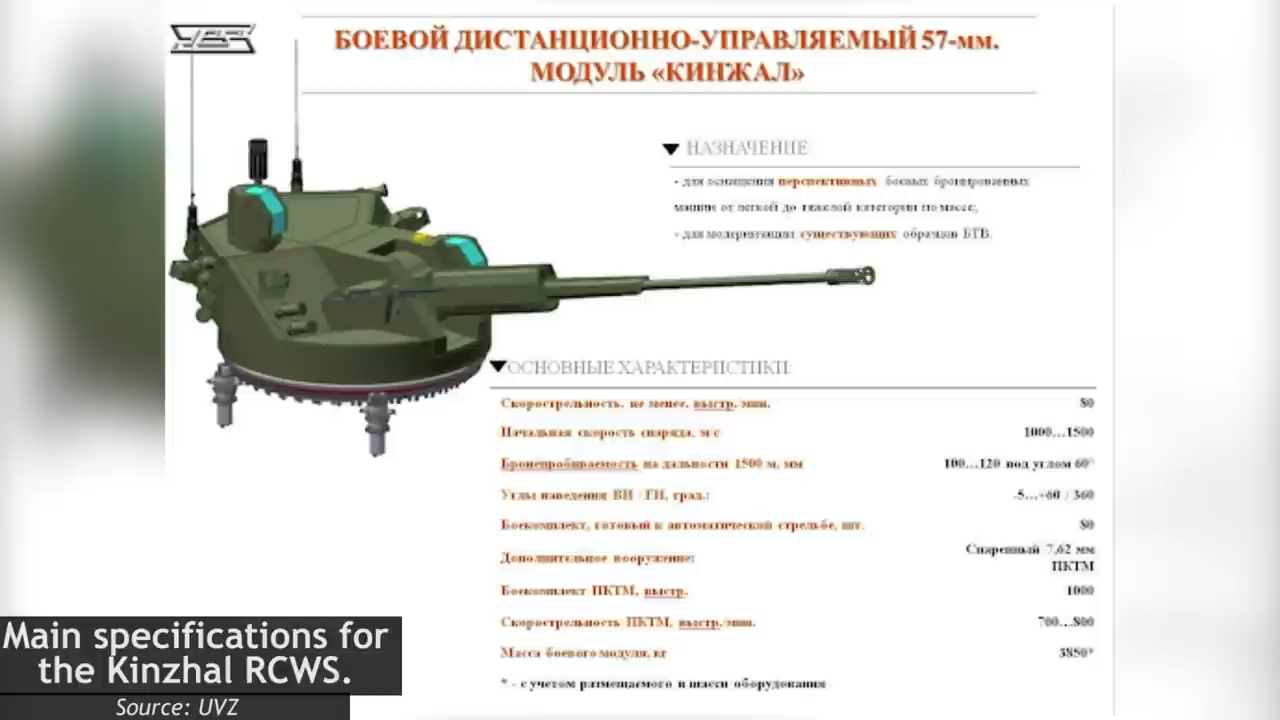 УВЗ
БОЕВОЙ ДИСТАНЦИОННО-УПРАВЛЯЕМЫЙ 57-мм.
МОДУЛЬ «КИНЖАЛ»
НАЗНАЧЕНИЕ
- для оснащения перспективных боевых бронированных
машин от легкой до тяжелой категории по массе;
- для модернизации существующих образцов БТВ.
ОСНОВНЫЕ ХАРАКТЕРИСТИКИ:
Скорострельность, не менее, выстр./мин. 80
Начальная скорость снаряда, м/с 1000...1500
Бронепробиваемость на дальности 1500 м, мм 100...120 под углом 60°
Углы наведения ВН / ГН, град.: -5...+60 / 360
Боекомплект, готовый к автоматической стрельбе, шт. 80
Дополнительное вооружение: Спаренный 7,62 мм
ПКТМ
Боекомплект ПКТМ, выстр. 1000
Скорострельность ПКТМ, выстр./мин. 700...800
Масса боевого модуля, кг 3850*
* - с учетом размещаемого в шасси оборудования
Main specifications for
the Kinzhal RCWS.
Source: UVZ